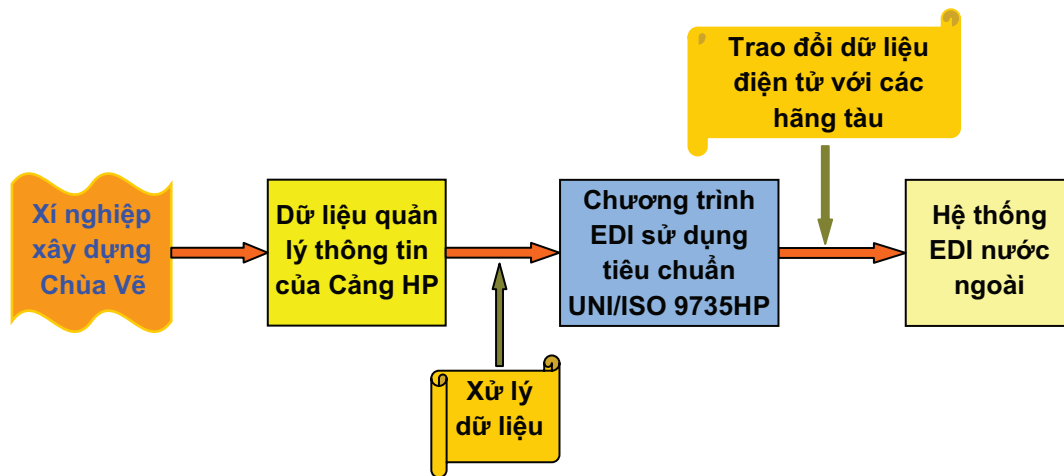 Trao đổi dữ liệu
điện tử với các
hãng tàu
Xí nghiệp
xây dựng
Chùa Vẽ
Dữ liệu quản
lý thông tin
của Cảng HP
Chương trình
EDI sử dụng
tiêu chuẩn
UNI/ISO 9735HP
Hệ thống
EDI nước
ngoài
Xử lý
dữ liệu